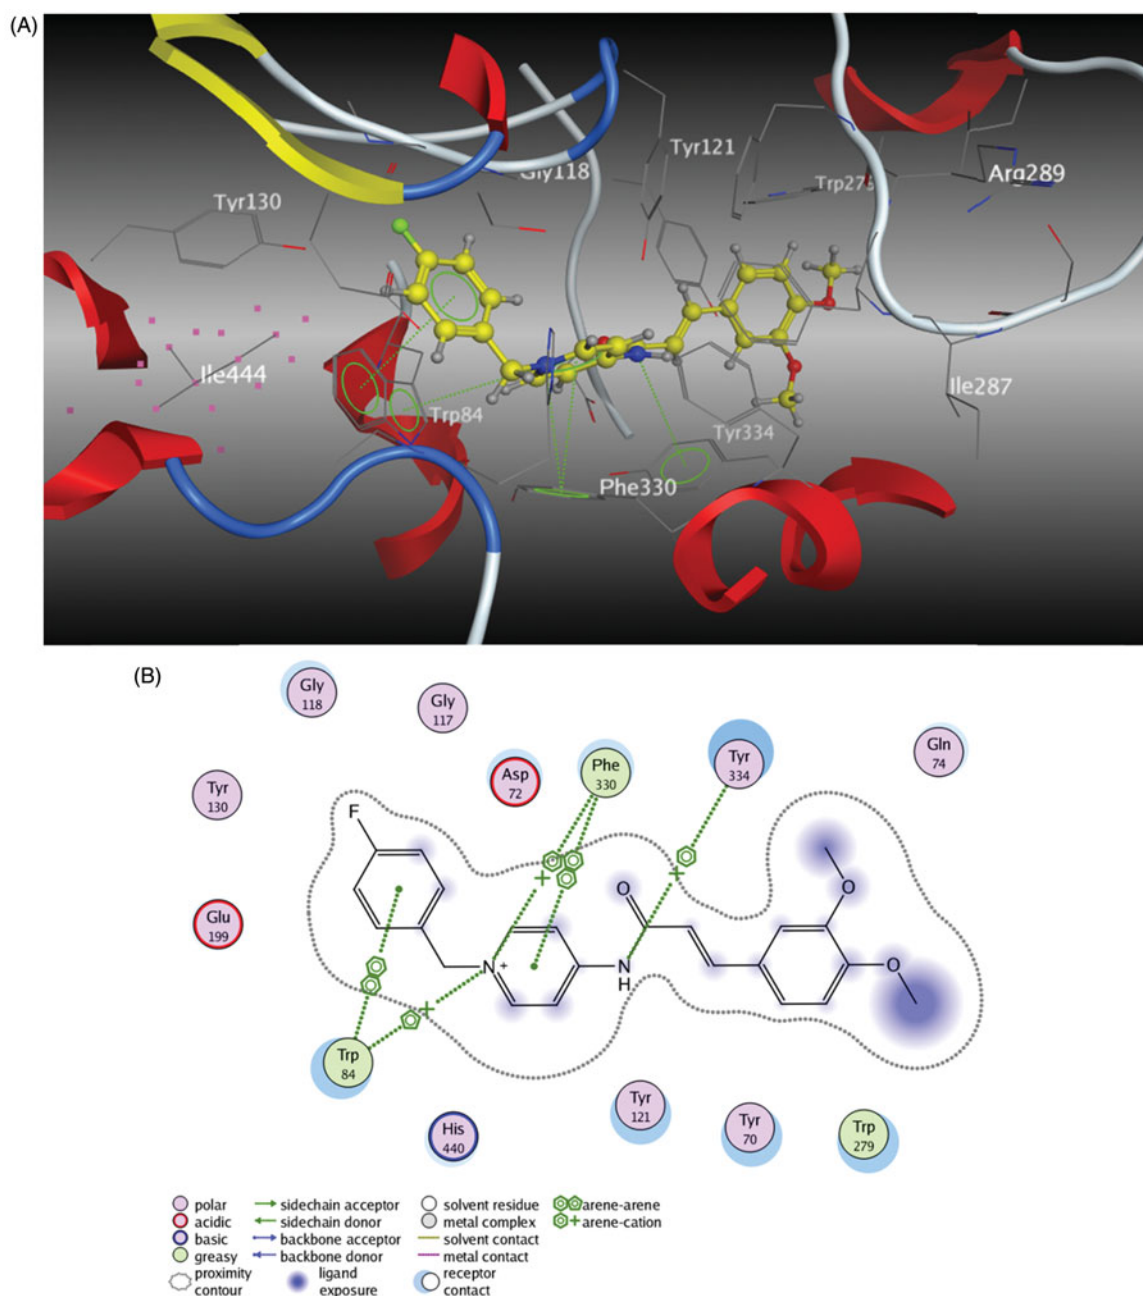 (A)
Tyr121
Gly118
Trp279
Arg289
Tyr130
Ile444
Trp84
Tyr334
Ile287
Phe330
(B)
Gly
118
Gly
117
Asp
72
Phe
330
Tyr
334
Gln
74
Tyr
130
F
O
O
Glu
199
O
N +
N
H
Trp
84
His
440
Tyr
121
Tyr
70
Trp
279
polar
acidic
basic
greasy
proximity
contour
sidechain acceptor
sidechain donor
backbone acceptor
backbone donor
ligand
exposure
solvent residue
metal complex
solvent contact
metal contact
receptor
contact
arene-arene
arene-cation